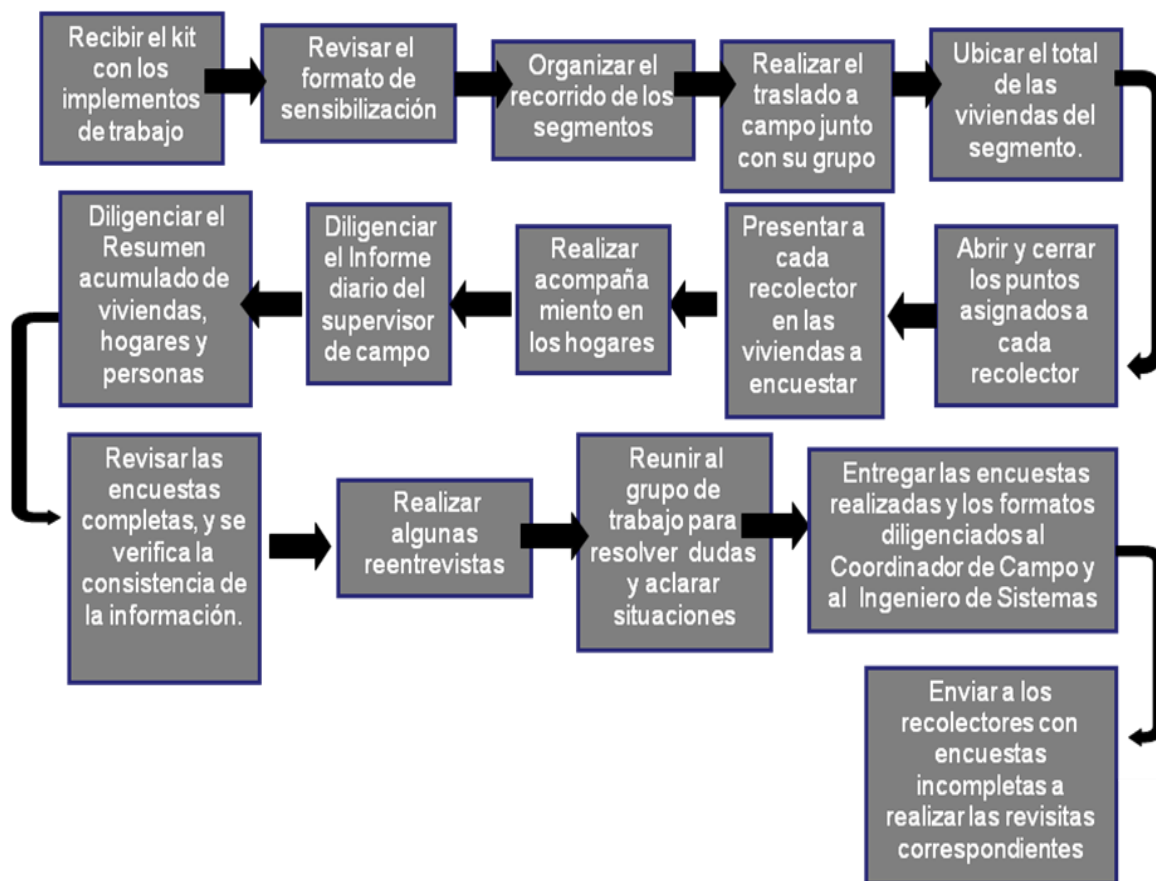 Recibir el kit
con los
implementos
de trabajo
Revisar el
formato de
sensibilización
Organizar el
recorrido de los
segmentos
Realizar el
traslado a
campo junto
con su grupo
Ubicar el total
de las
viviendas del
segmento.
Abrir y cerrar
los puntos
asignados a
cada
recolector
Presentar a
cada
recolector
en las
viviendas a
encuestar
Realizar
acompaña
miento en
los hogares
Diligenciar
el Informe
diario del
supervisor
de campo
Diligenciar el
Resumen
acumulado de
viviendas,
hogares y
personas
Revisar las
encuestas
completas, y se
verifica la
consistencia de
la información.
Realizar
algunas
reentrevistas
Reunir al
grupo de
trabajo para
resolver dudas
y aclarar
situaciones
Entregar las encuestas
realizadas y los formatos
diligenciados al
Coordinador de Campo y
al Ingeniero de Sistemas
Enviar a los
recolectores con
encuestas
incompletas a
realizar las revisitas
correspondientes